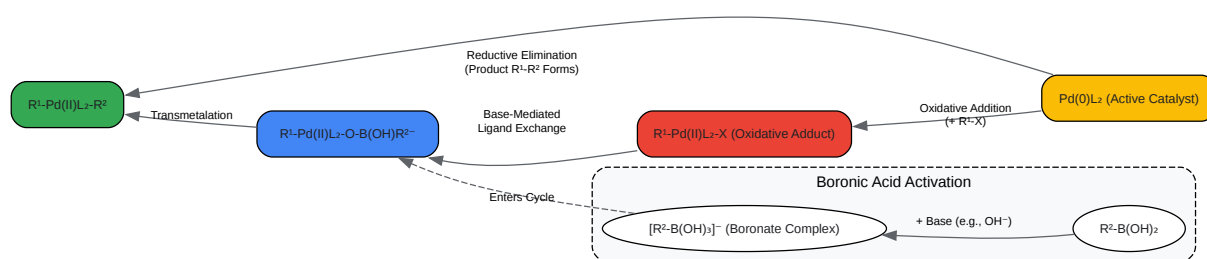 Reductive Elimination
(Product R¹-R² Forms)
R¹-Pd(II)L₂-R²
Transmetalation
R¹-Pd(II)L₂-O-B(OH)R²⁻
Base-Mediated
Ligand Exchange
R¹-Pd(II)L₂-X (Oxidative Adduct)
Oxidative Addition
(+ R¹-X)
Pd(0)L₂ (Active Catalyst)
Boronic Acid Activation
Enters Cycle
[R²-B(OH)₃]⁻ (Boronate Complex)
+ Base (e.g., OH⁻)
R²-B(OH)₂